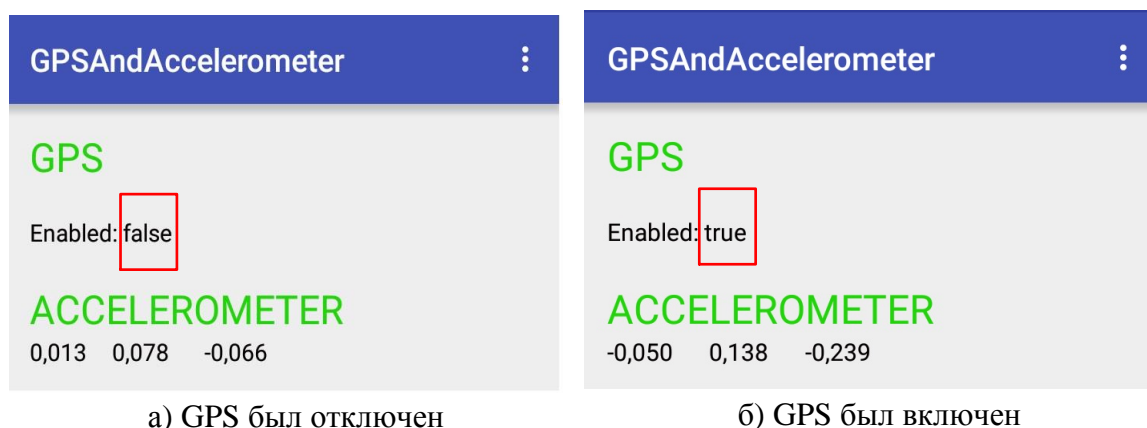 GPSAndAccelerometer
GPS
Enabled: false
ACCELEROMETER
0,013 0,078 -0,066
а) GPS был отключен
GPSAndAccelerometer
GPS
Enabled: true
ACCELEROMETER
-0,050 0,138 -0,239
б) GPS был включен